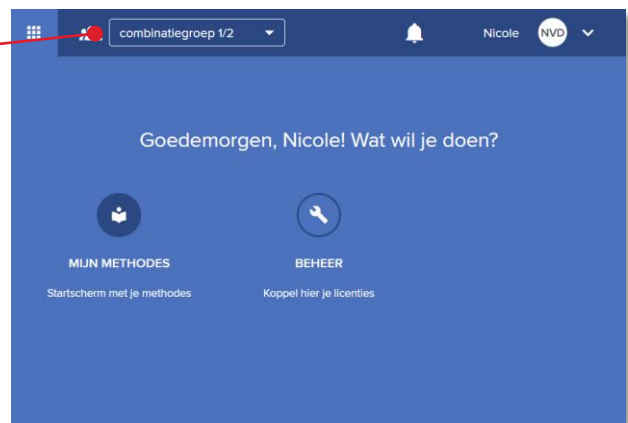 combinatiegroep 1/2
Nicole
NVD
Goedemorgen, Nicole! Wat wil je doen?
MIJN METHODES
BEHEER
Startscherm met je methodes
Koppel hier je licenties